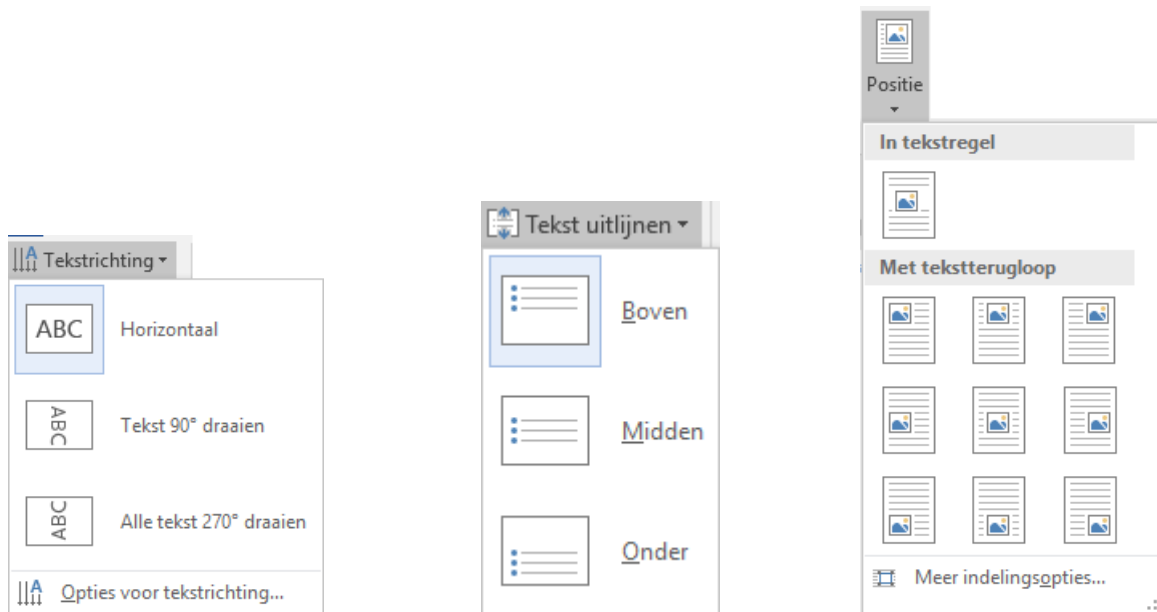 Tekstrichting
ABC Horizontaal
ABC Tekst 90° draaien
ABC Alle tekst 270° draaien
Opties voor tekstrichting...
Tekst uitlijnen
Boven
Midden
Onder
Positie
In tekstregel
Met tekstterugloop
Meer indelingsopties...